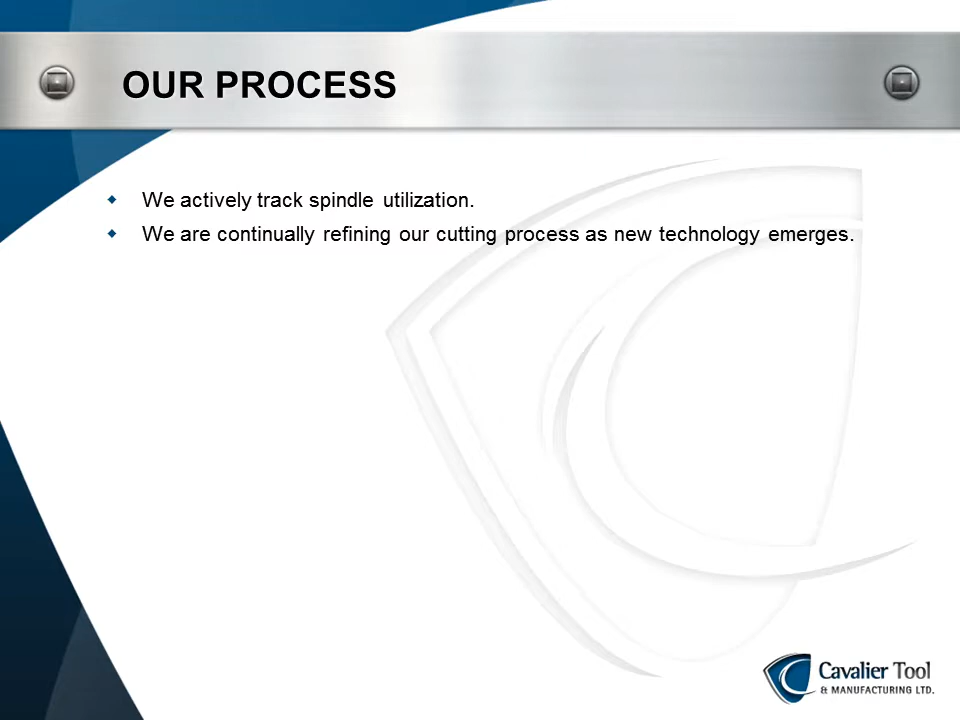 OUR PROCESS
We actively track spindle utilization.
We are continually refining our cutting process as new technology emerges.
Cavalier Tool
& MANUFACTURING LTD.